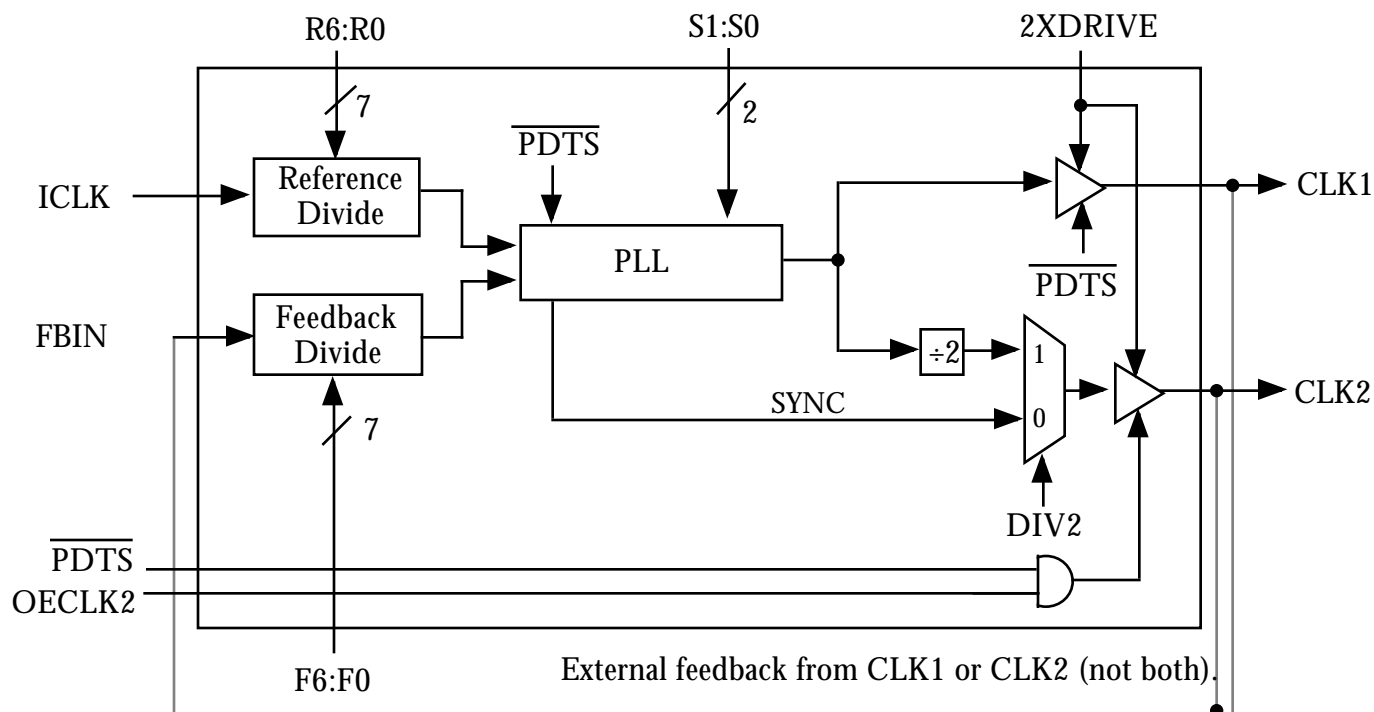 R6:R0
S1:S0
2XDRIVE
7
2
PDTS
ICLK
Reference
Divide
CLK1
PLL
PDTS
FBIN
Feedback
Divide
÷2
1
CLK2
SYNC
0
7
DIV2
PDTS
OECLK2
F6:F0
External feedback from CLK1 or CLK2 (not both).